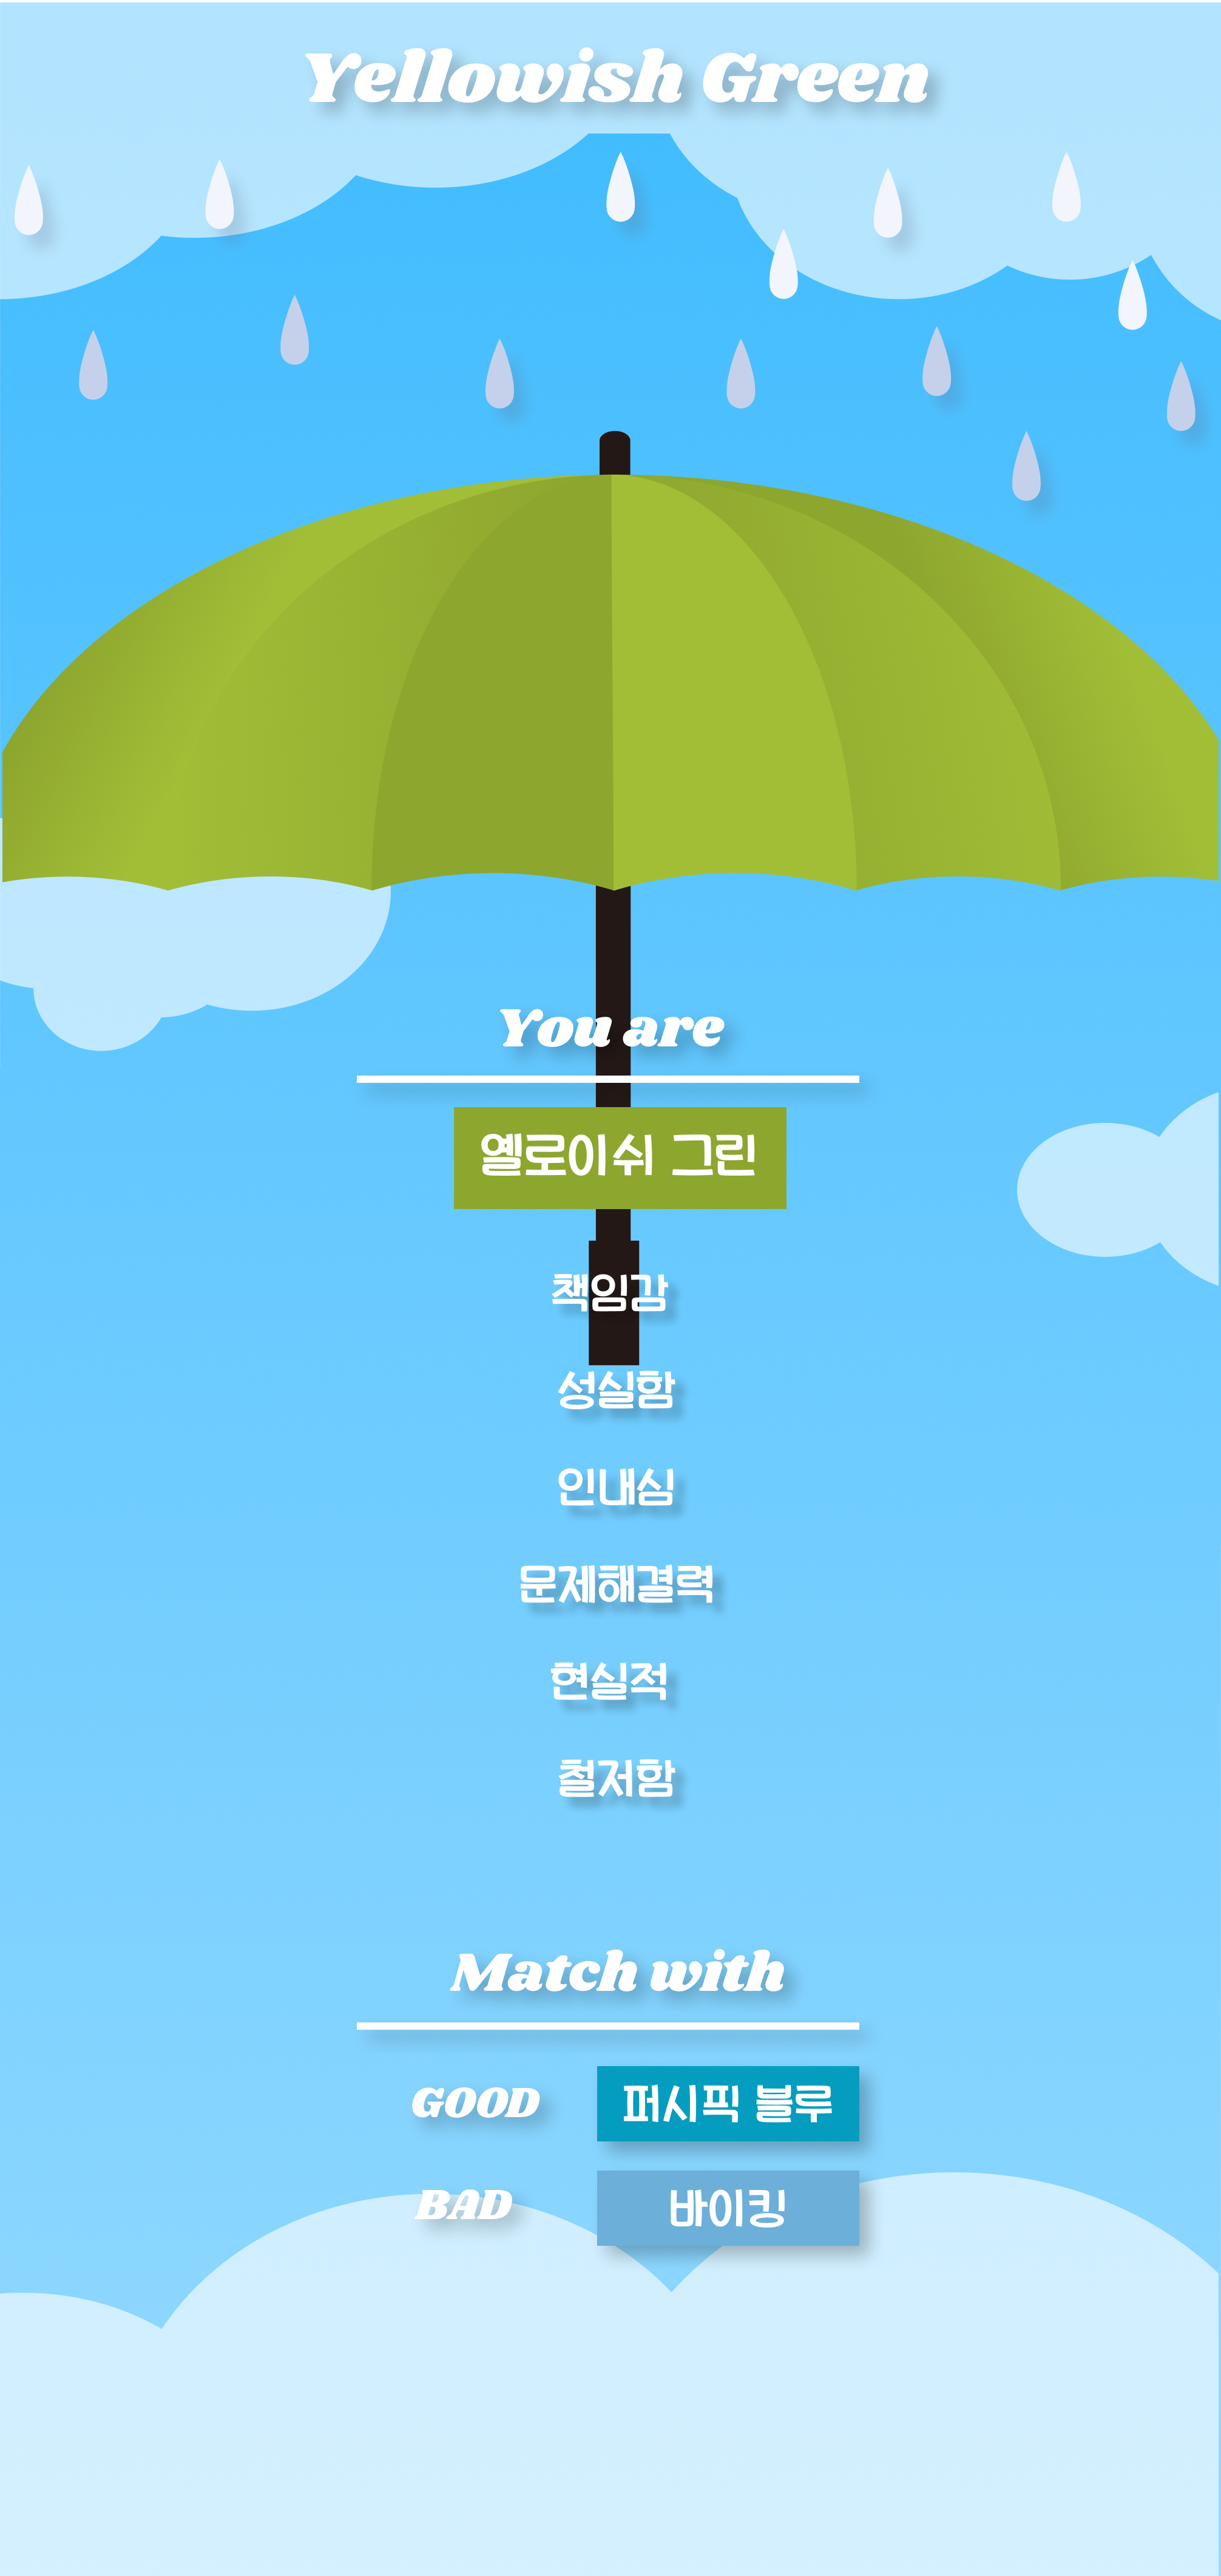 Yellowish Green
You are
옐로이쉬 그린
책임감
성실함
인내심
문제해결력
현실적
철저함
Match with
GOOD 퍼시픽 블루
BAD 바이킹